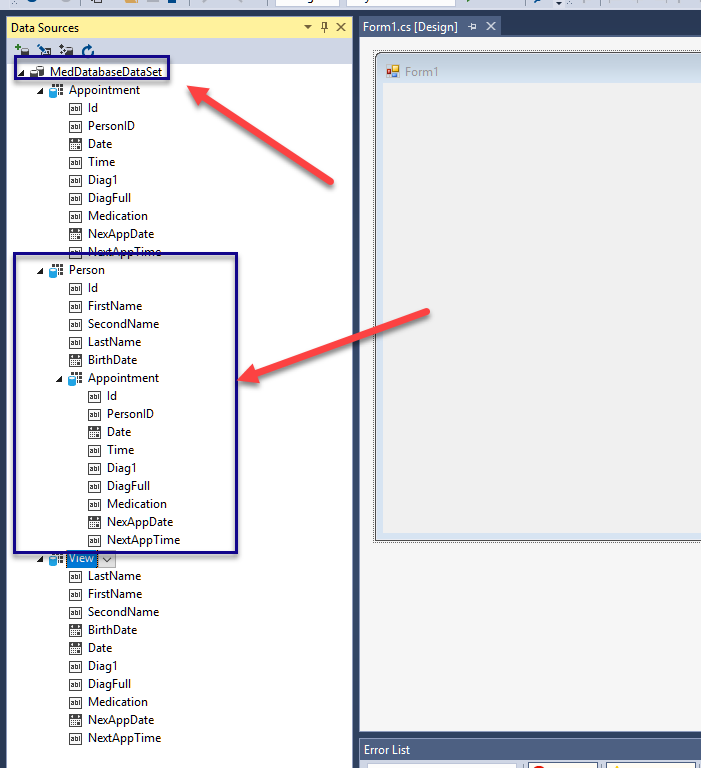 Data Sources
Form1.cs [Design]
MedDatabaseDataSet
Form1
Appointment
Id
PersonID
Date
Time
Diag1
DiagFull
Medication
NexAppDate
NextAppTime
Person
Id
FirstName
SecondName
LastName
BirthDate
Appointment
Id
PersonID
Date
Time
Diag1
DiagFull
Medication
NexAppDate
NextAppTime
View
LastName
FirstName
SecondName
BirthDate
Date
Diag1
DiagFull
Medication
NexAppDate
NextAppTime
Error List